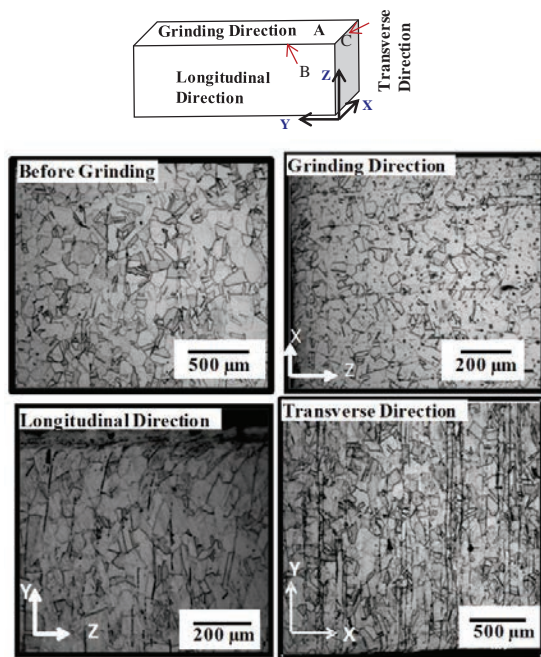 Grinding Direction A
C
B
Longitudinal
Direction
Transverse
Direction
Z
Y
X
Before Grinding
500 µm
Grinding Direction
X
Z
200 µm
Longitudinal Direction
Y
Z
200 µm
Transverse Direction
Y
X
500 µm